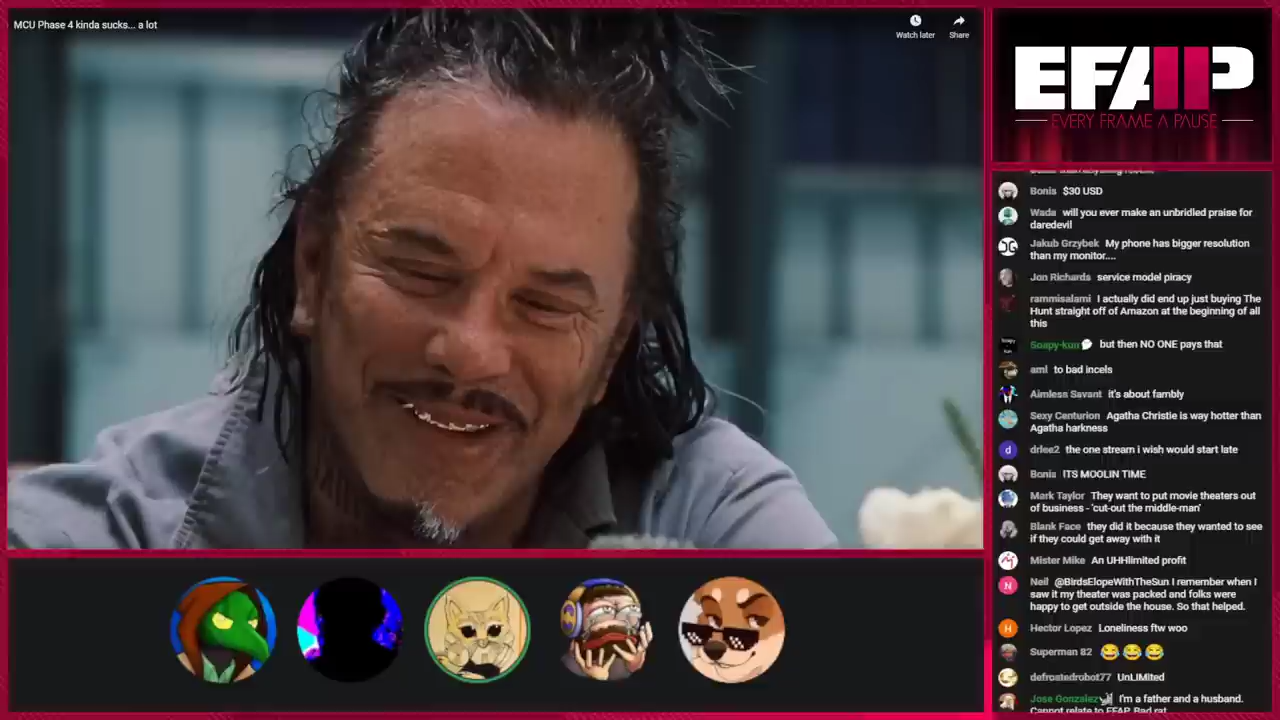 MCU Phase 4 kinda sucks... a lot
Watch later
Share
EFAP
EVERY FRAME A PAUSE
Bonis $30 USD
Wada will you ever make an unbridled praise for
daredevil
Jakub Grzybek My phone has bigger resolution
than my monitor....
Jon Richards service model piracy
rammisalami I actually did end up just buying The
Hunt straight off of Amazon at the beginning of all
this
Soapy-kun but then NO ONE pays that
aml to bad incels
Aimless Savant it's about fambly
Sexy Centurion Agatha Christie is way hotter than
Agatha harkness
drlee2 the one stream i wish would start late
Bonis ITS MOOLIN TIME
Mark Taylor They want to put movie theaters out
of business - 'cut-out the middle-man'
Blank Face they did it because they wanted to see
if they could get away with it
Mister Mike An UHHlimited profit
Neil @BirdsElopeWithTheSun I remember when I
saw it my theater was packed and folks were
happy to get outside the house. So that helped.
Hector Lopez Loneliness ftw woo
Superman 82 😂😂😂
defrostedrobot77 UnLIMited
Jose Gonzalez I'm a father and a husband.
Cannot relate to EFAP. Bad rat